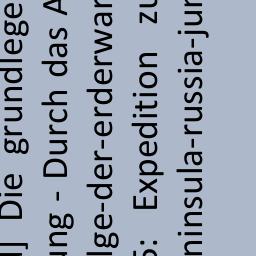 ] Die grundlege
ung - Durch das A
lge-der-erderwar
5: Expedition zu
ninsula-russia-jur